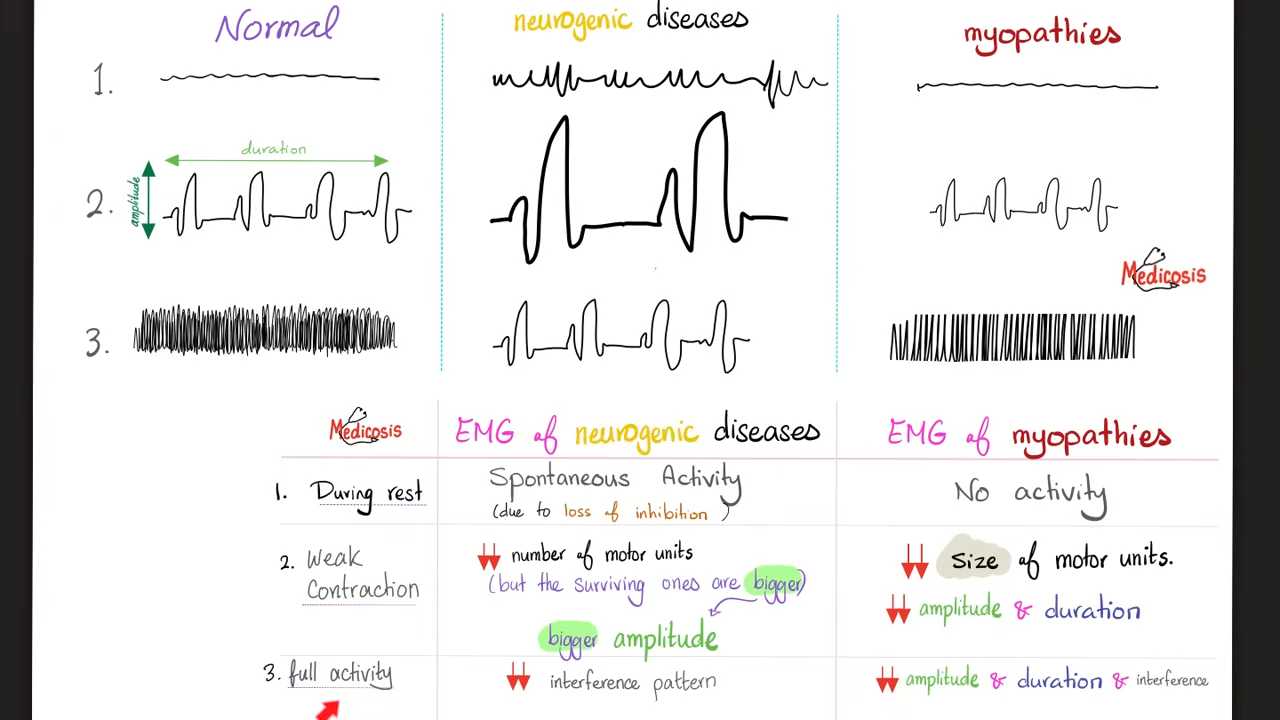 Normal
neurogenic diseases
myopathies
1.
duration
amplitude
2.
Medicosis
3.
Medicosis
EMG of neurogenic diseases
EMG of myopathies
1. During rest
Spontaneous Activity
(due to loss of inhibition)
No activity
2. Weak
Contraction
number of motor units
(but the surviving ones are bigger)
bigger amplitude
Size of motor units.
amplitude & duration
3. full activity
interference pattern
amplitude & duration & interference